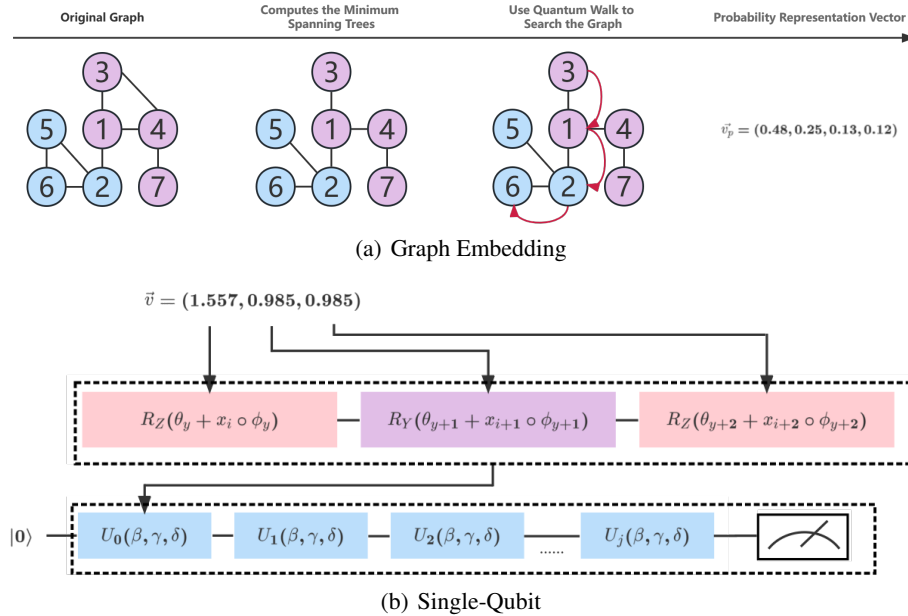 Original Graph
Computes the Minimum
Spanning Trees
Use Quantum Walk to
Search the Graph
Probability Representation Vector
3
5 1 4
6 2 7
3
5 1 4
6 2 7
3
5 1 4
6 2 7
$\vec{v_p} = (0.48, 0.25, 0.13, 0.12)$
(a) Graph Embedding
$\vec{v} = (1.557, 0.985, 0.985)$
$R_Z(\theta_y + x_i \circ \phi_y)$
$R_Y(\theta_{y+1} + x_{i+1} \circ \phi_{y+1})$
$R_Z(\theta_{y+2} + x_{i+2} \circ \phi_{y+2})$
$|0\rangle$
$U_0(\beta, \gamma, \delta)$
$U_1(\beta, \gamma, \delta)$
$U_2(\beta, \gamma, \delta)$
......
$U_j(\beta, \gamma, \delta)$
(b) Single-Qubit